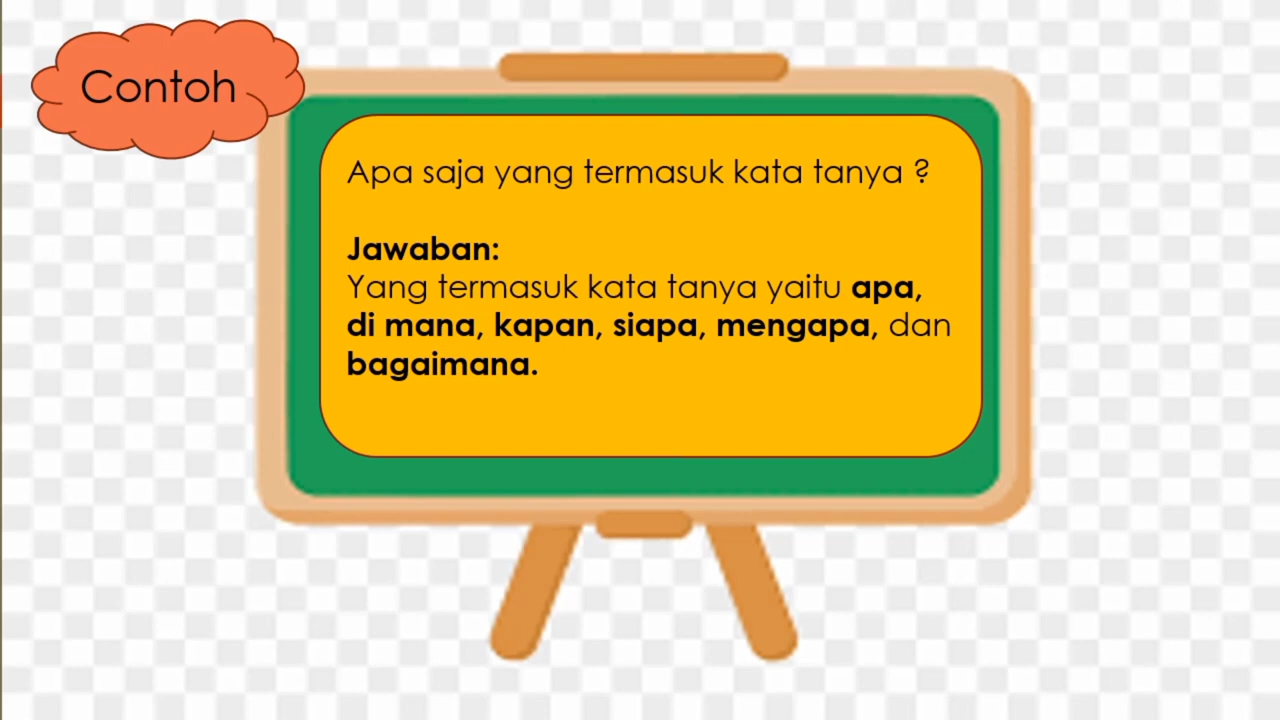 Contoh
Apa saja yang termasuk kata tanya ?
Jawaban:
Yang termasuk kata tanya yaitu apa,
di mana, kapan, siapa, mengapa, dan
bagaimana.